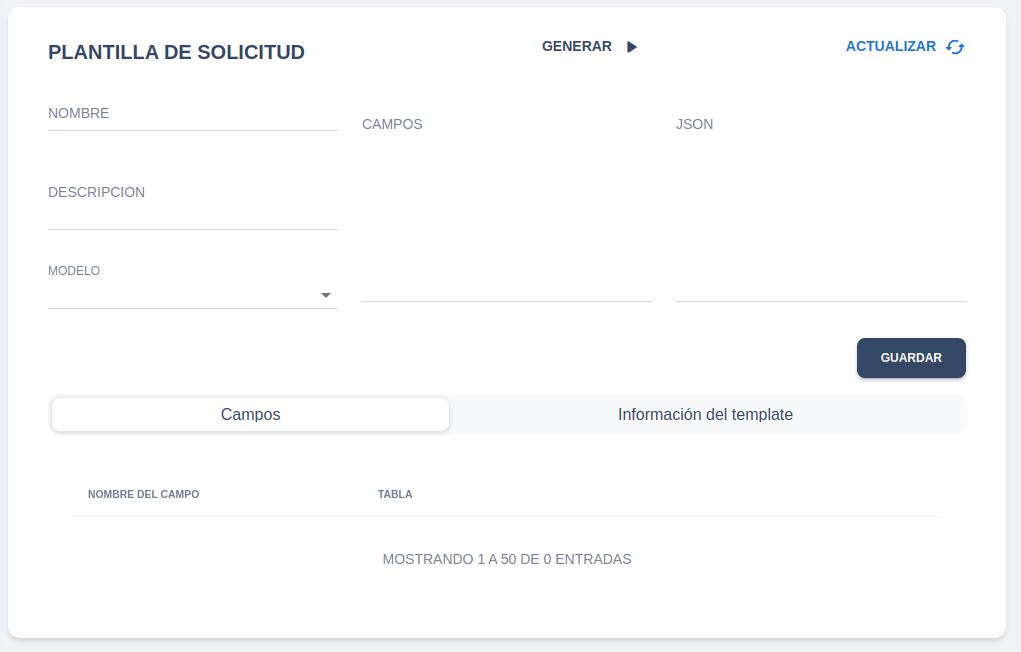 PLANTILLA DE SOLICITUD
GENERAR
ACTUALIZAR
NOMBRE
CAMPOS
JSON
DESCRIPCION
MODELO
GUARDAR
Campos
Información del template
NOMBRE DEL CAMPO
TABLA
MOSTRANDO 1 A 50 DE 0 ENTRADAS